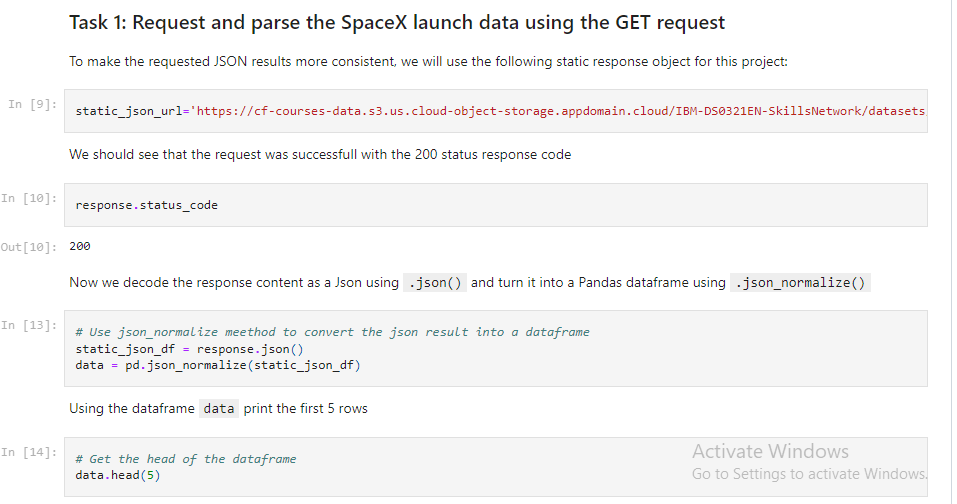 Task 1: Request and parse the SpaceX launch data using the GET request
To make the requested JSON results more consistent, we will use the following static response object for this project:
In [9]: static_json_url='https://cf-courses-data.s3.us.cloud-object-storage.appdomain.cloud/IBM-DS0321EN-SkillsNetwork/datasets
We should see that the request was successfull with the 200 status response code
In [10]: response.status_code
Out[10]: 200
Now we decode the response content as a Json using .json() and turn it into a Pandas dataframe using .json_normalize()
In [13]: # Use json_normalize meethod to convert the json result into a dataframe
static_json_df = response.json()
data = pd.json_normalize(static_json_df)
Using the dataframe data print the first 5 rows
In [14]: # Get the head of the dataframe
data.head(5)
Activate Windows
Go to Settings to activate Windows.